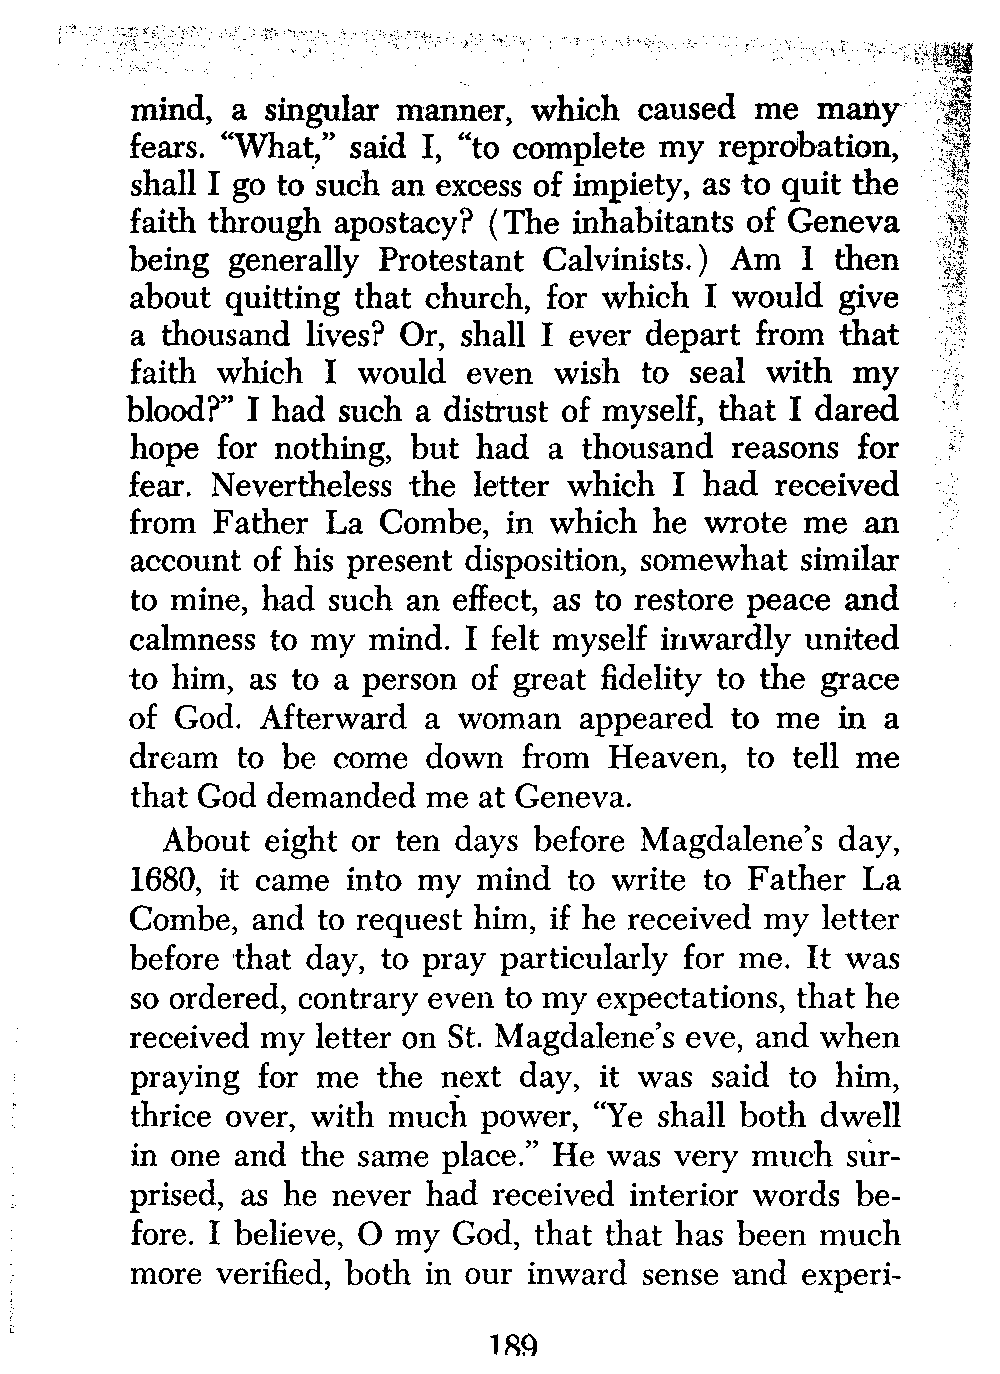 mind, a singular manner, which caused me many
fears. “What,” said I, “to complete my reprobation,
shall I go to such an excess of impiety, as to quit the
faith through apostacy? (The inhabitants of Geneva
being generally Protestant Calvinists.) Am I then
about quitting that church, for which I would give
a thousand lives? Or, shall I ever depart from that
faith which I would even wish to seal with my
blood?” I had such a distrust of myself, that I dared
hope for nothing, but had a thousand reasons for
fear. Nevertheless the letter which I had received
from Father La Combe, in which he wrote me an
account of his present disposition, somewhat similar
to mine, had such an effect, as to restore peace and
calmness to my mind. I felt myself inwardly united
to him, as to a person of great fidelity to the grace
of God. Afterward a woman appeared to me in a
dream to be come down from Heaven, to tell me
that God demanded me at Geneva.
About eight or ten days before Magdalene’s day,
1680, it came into my mind to write to Father La
Combe, and to request him, if he received my letter
before that day, to pray particularly for me. It was
so ordered, contrary even to my expectations, that he
received my letter on St. Magdalene’s eve, and when
praying for me the next day, it was said to him,
thrice over, with much power, “Ye shall both dwell
in one and the same place.” He was very much sur-
prised, as he never had received interior words be-
fore. I believe, O my God, that that has been much
more verified, both in our inward sense and experi-
189